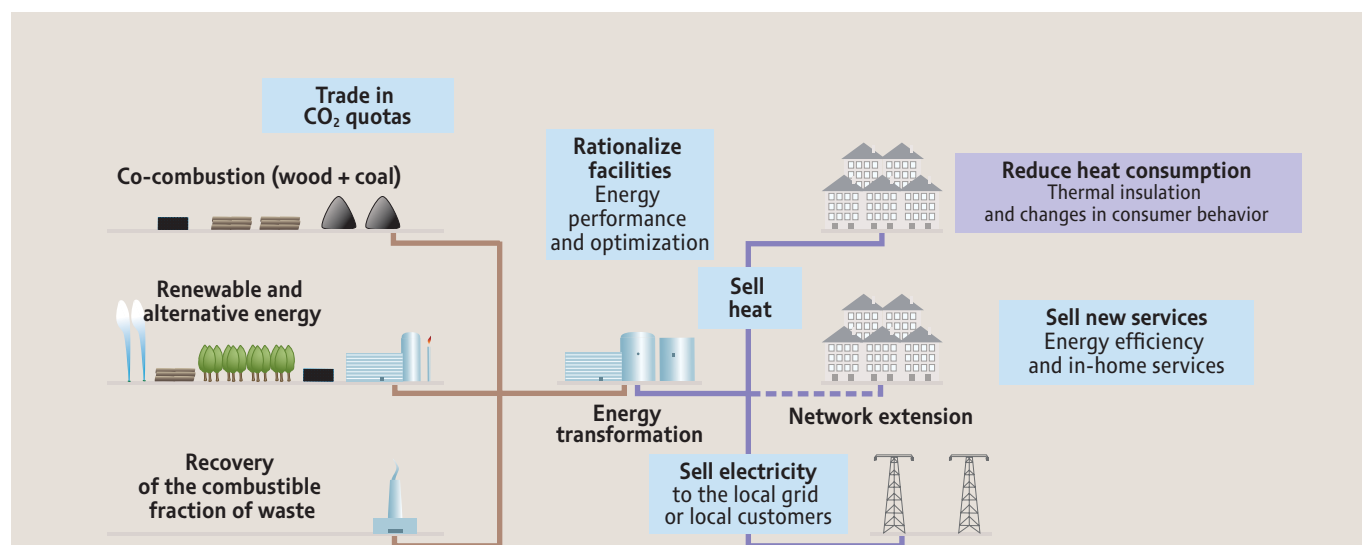 Trade in
CO₂ quotas
Co-combustion (wood + coal)
Rationalize
facilities
Energy
performance
and optimization
Reduce heat consumption
Thermal insulation
and changes in consumer behavior
Renewable and
alternative energy
Sell
heat
Sell new services
Energy efficiency
and in-home services
Energy
transformation
Network extension
Recovery
of the combustible
fraction of waste
Sell electricity
to the local grid
or local customers